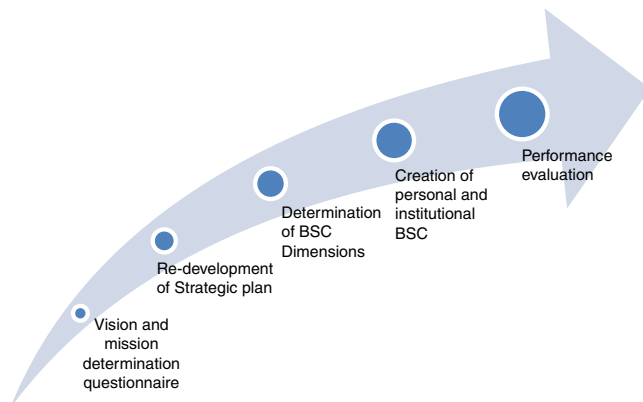 Vision and
mission
determination
questionnaire
Re-development
of Strategic plan
Determination
of BSC
Dimensions
Creation of
personal and
institutional
BSC
Performance
evaluation